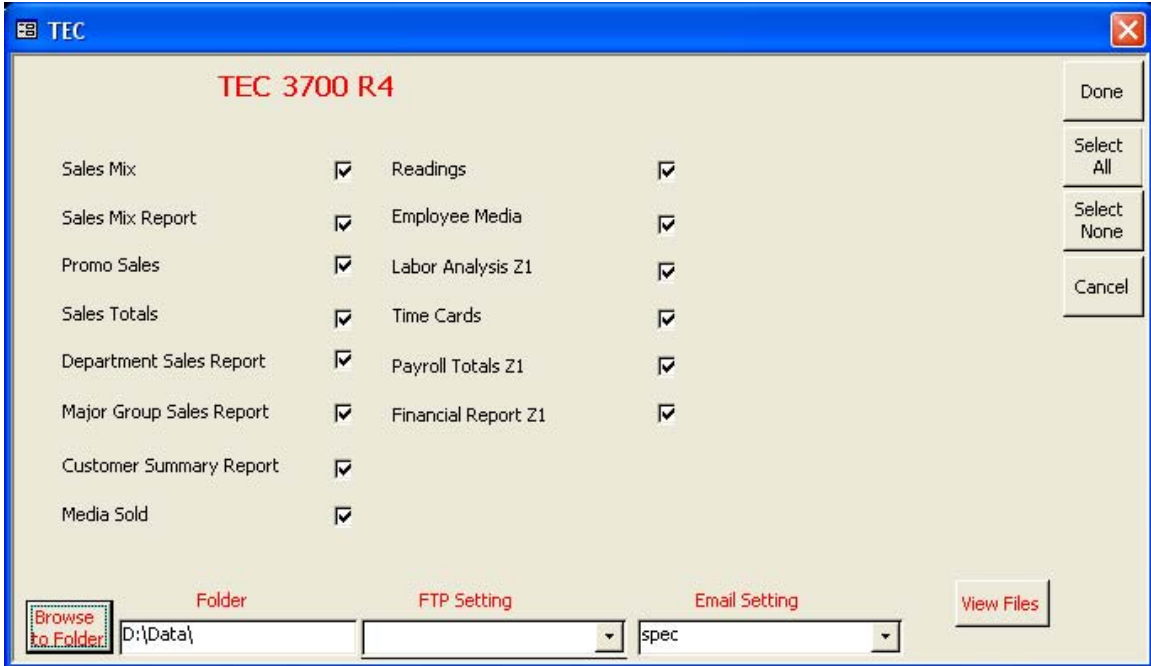 TEC
TEC 3700 R4
Done
Select
All
Select
None
Cancel
Sales Mix
Readings
Sales Mix Report
Employee Media
Promo Sales
Labor Analysis Z1
Sales Totals
Time Cards
Department Sales Report
Payroll Totals Z1
Major Group Sales Report
Financial Report Z1
Customer Summary Report
Media Sold
Browse
to Folder
Folder
D:\Data\
FTP Setting
Email Setting
spec
View Files